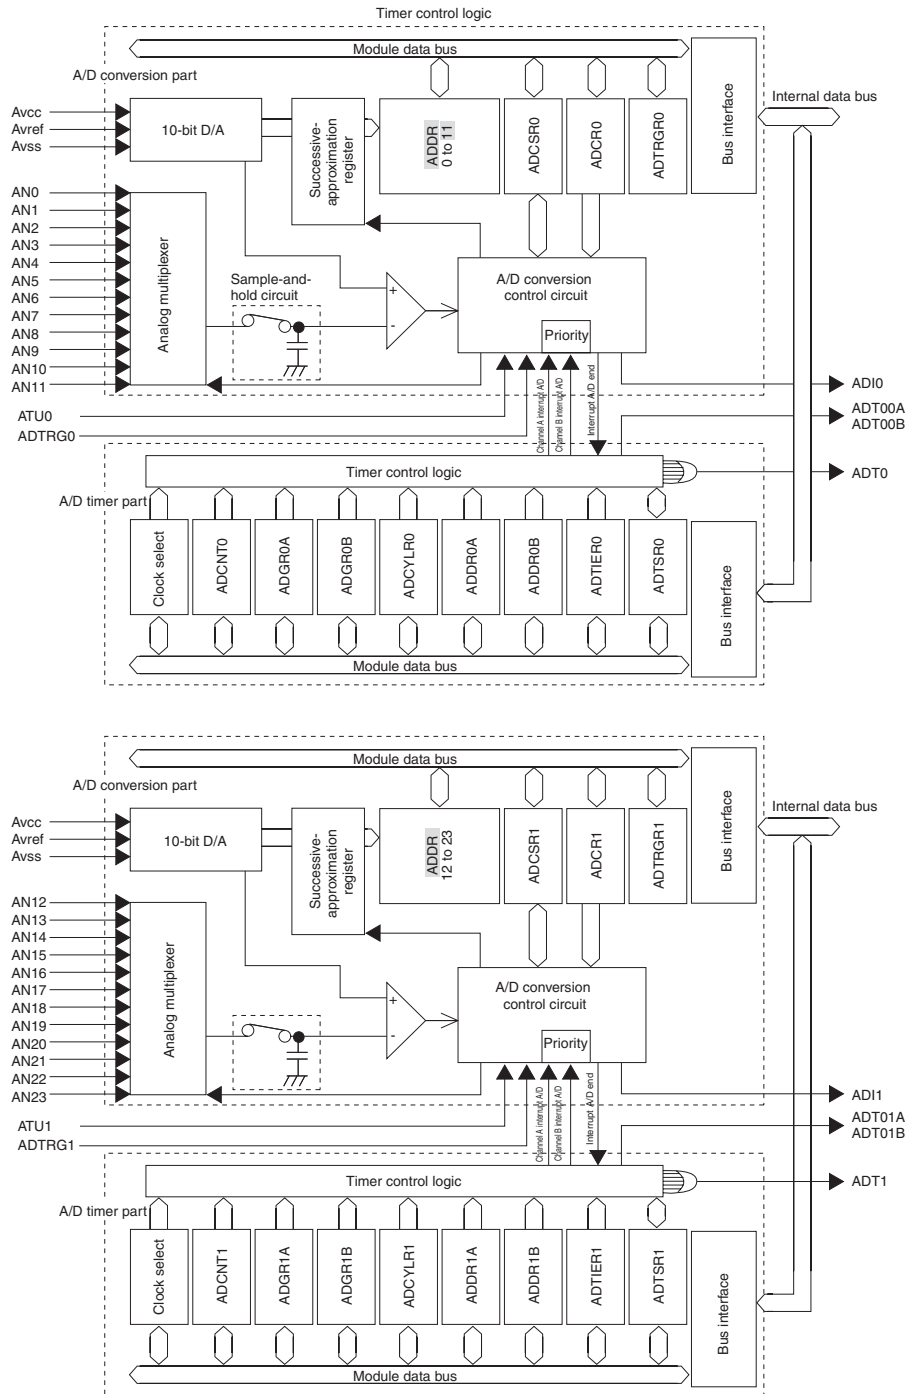 Timer control logic
Module data bus
A/D conversion part
Avcc
Avref
Avss
10-bit D/A
Successive-
approximation
register
ADDR
0 to 11
ADCSR0
ADCR0
ADTRGR0
Bus interface
Internal data bus
AN0
AN1
AN2
AN3
AN4
AN5
AN6
AN7
AN8
AN9
AN10
AN11
Analog multiplexer
Sample-and-
hold circuit
+
-
A/D conversion
control circuit
Priority
ATU0
ADTRG0
Channel A interrupt A/D
Channel B interrupt A/D
Interrupt A/D end
ADI0
ADT00A
ADT00B
ADT0
Timer control logic
A/D timer part
Clock select
ADCNT0
ADGR0A
ADGR0B
ADCYLR0
ADDR0A
ADDR0B
ADTIER0
ADTSR0
Bus interface
Module data bus
Module data bus
A/D conversion part
Avcc
Avref
Avss
10-bit D/A
Successive-
approximation
register
ADDR
12 to 23
ADCSR1
ADCR1
ADTRGR1
Bus interface
Internal data bus
AN12
AN13
AN14
AN15
AN16
AN17
AN18
AN19
AN20
AN21
AN22
AN23
Analog multiplexer
+
-
A/D conversion
control circuit
Priority
ATU1
ADTRG1
Channel A interrupt A/D
Channel B interrupt A/D
Interrupt A/D end
ADI1
ADT01A
ADT01B
ADT1
Timer control logic
A/D timer part
Clock select
ADCNT1
ADGR1A
ADGR1B
ADCYLR1
ADDR1A
ADDR1B
ADTIER1
ADTSR1
Bus interface
Module data bus